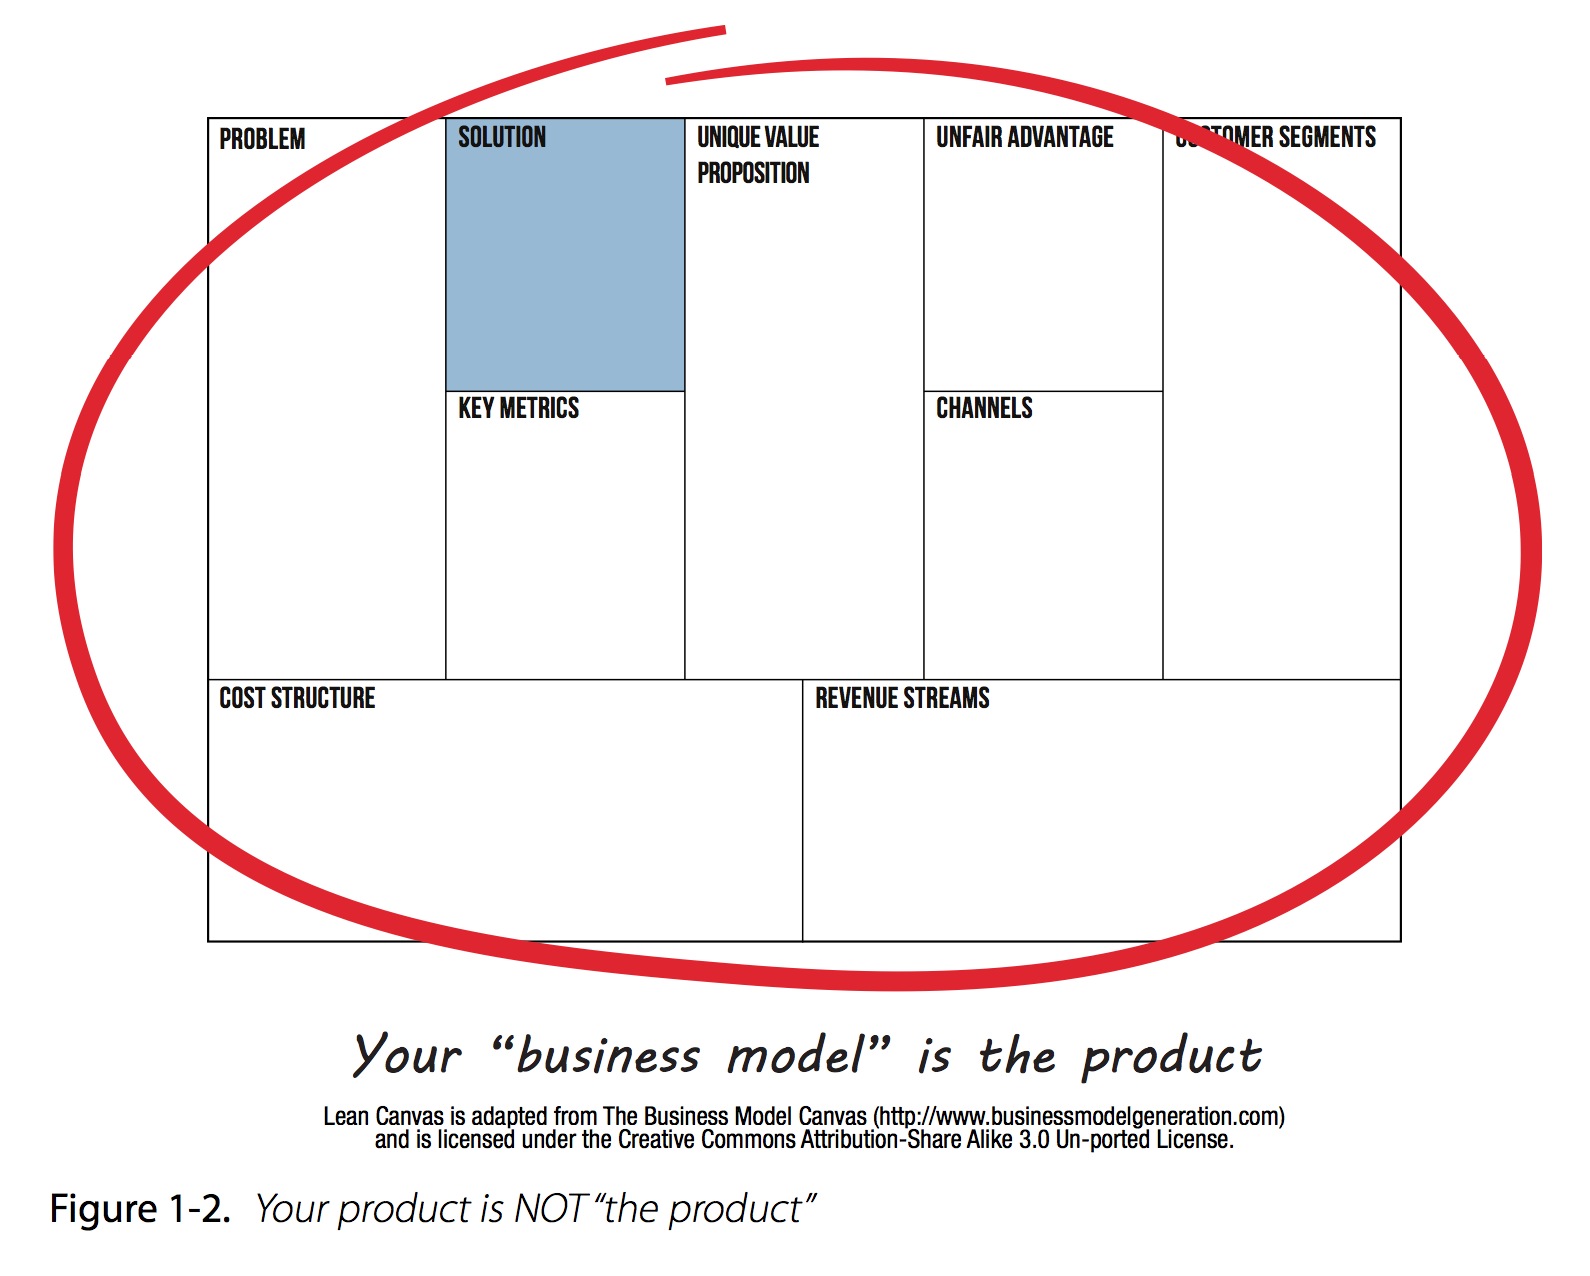 PROBLEM
SOLUTION
UNIQUE VALUE
PROPOSITION
UNFAIR ADVANTAGE
CUSTOMER SEGMENTS
KEY METRICS
CHANNELS
COST STRUCTURE
REVENUE STREAMS
Your “business model” is the product
Lean Canvas is adapted from The Business Model Canvas (http://www.businessmodelgeneration.com)
and is licensed under the Creative Commons Attribution-Share Alike 3.0 Un-ported License.
Figure 1-2. Your product is NOT “the product”